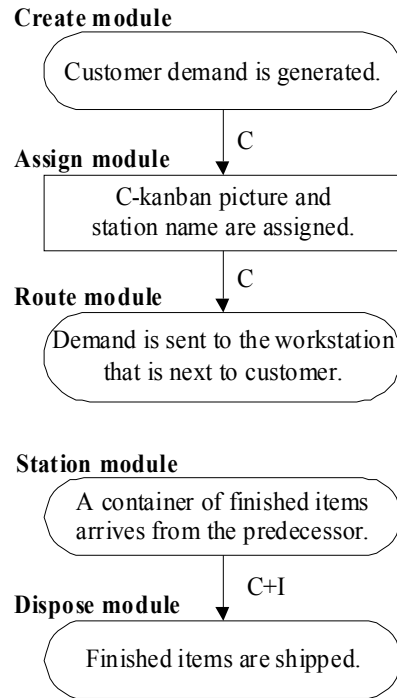 Create module
Customer demand is generated.
C
Assign module
C-kanban picture and
station name are assigned.
C
Route module
Demand is sent to the workstation
that is next to customer.
Station module
A container of finished items
arrives from the predecessor.
C+I
Dispose module
Finished items are shipped.